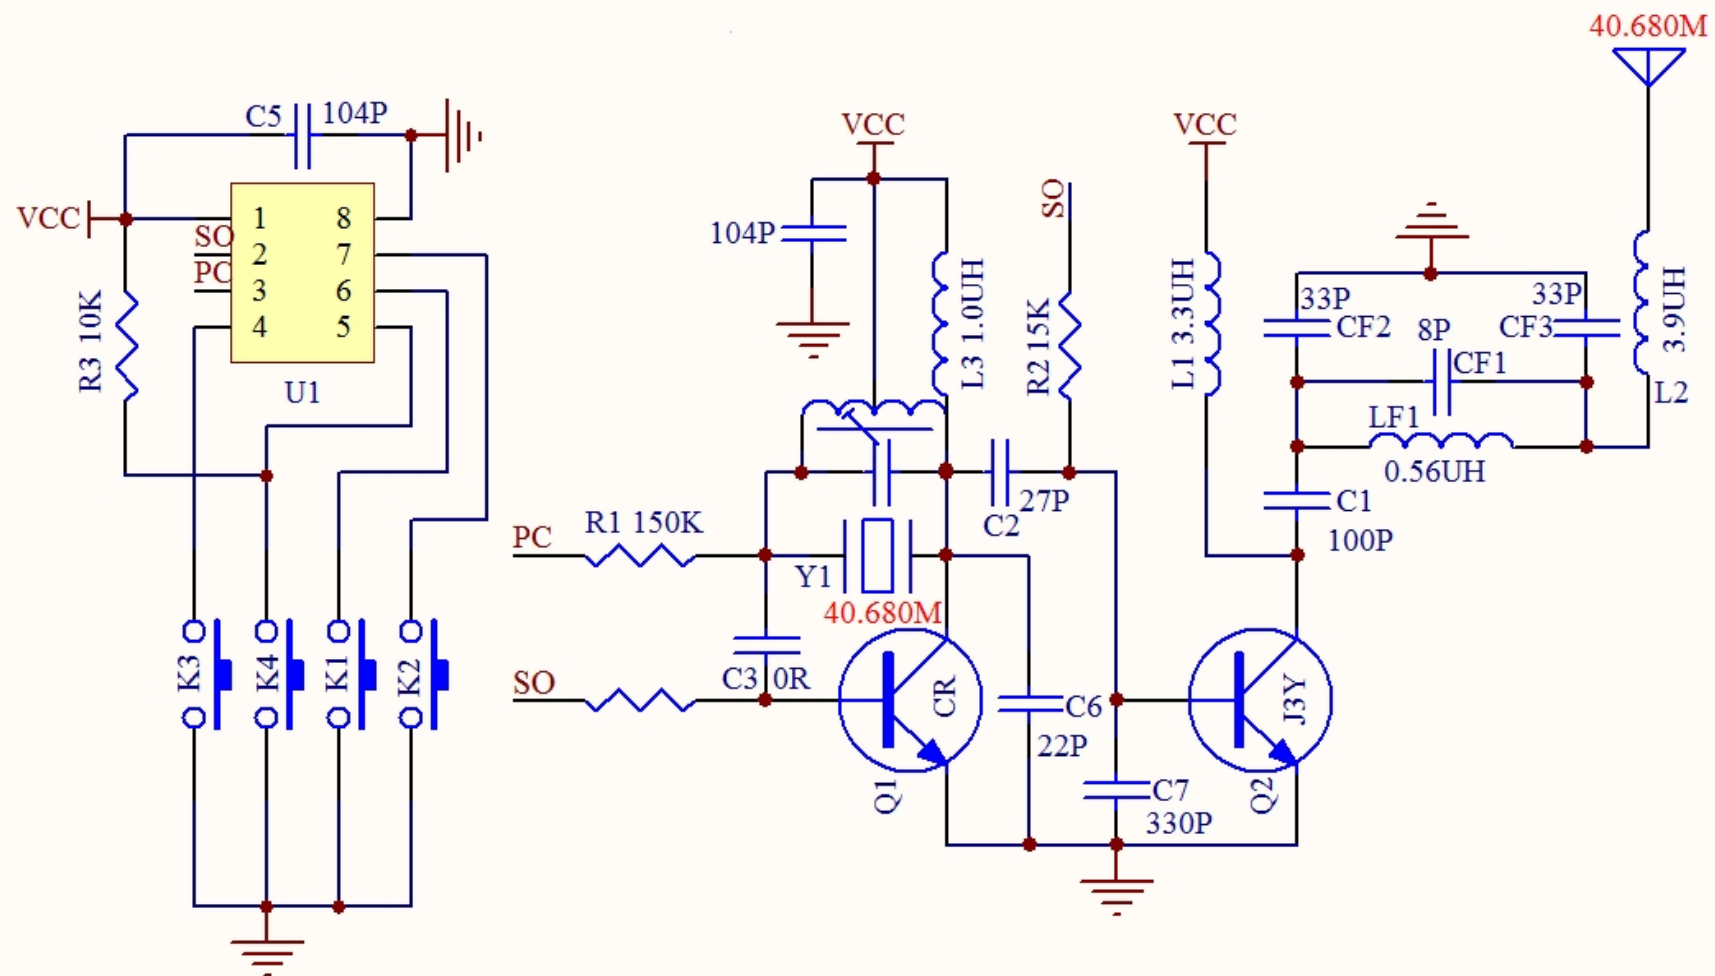 40.680M
C5 104P
VCC
VCC
VCC
1 8
SO
2 7
PC
3 6
4 5
U1
R3 10K
104P
L3 1.0UH
SO
R2 15K
L1 3.3UH
33P
CF2
33P
CF3
8P
CF1
3.9UH
L2
LF1
0.56UH
C1
100P
27P
C2
PC
R1 150K
Y1
40.680M
SO
C3 0R
CR
Q1
C6
22P
C7
330P
J3Y
Q2
K3
K4
K1
K2